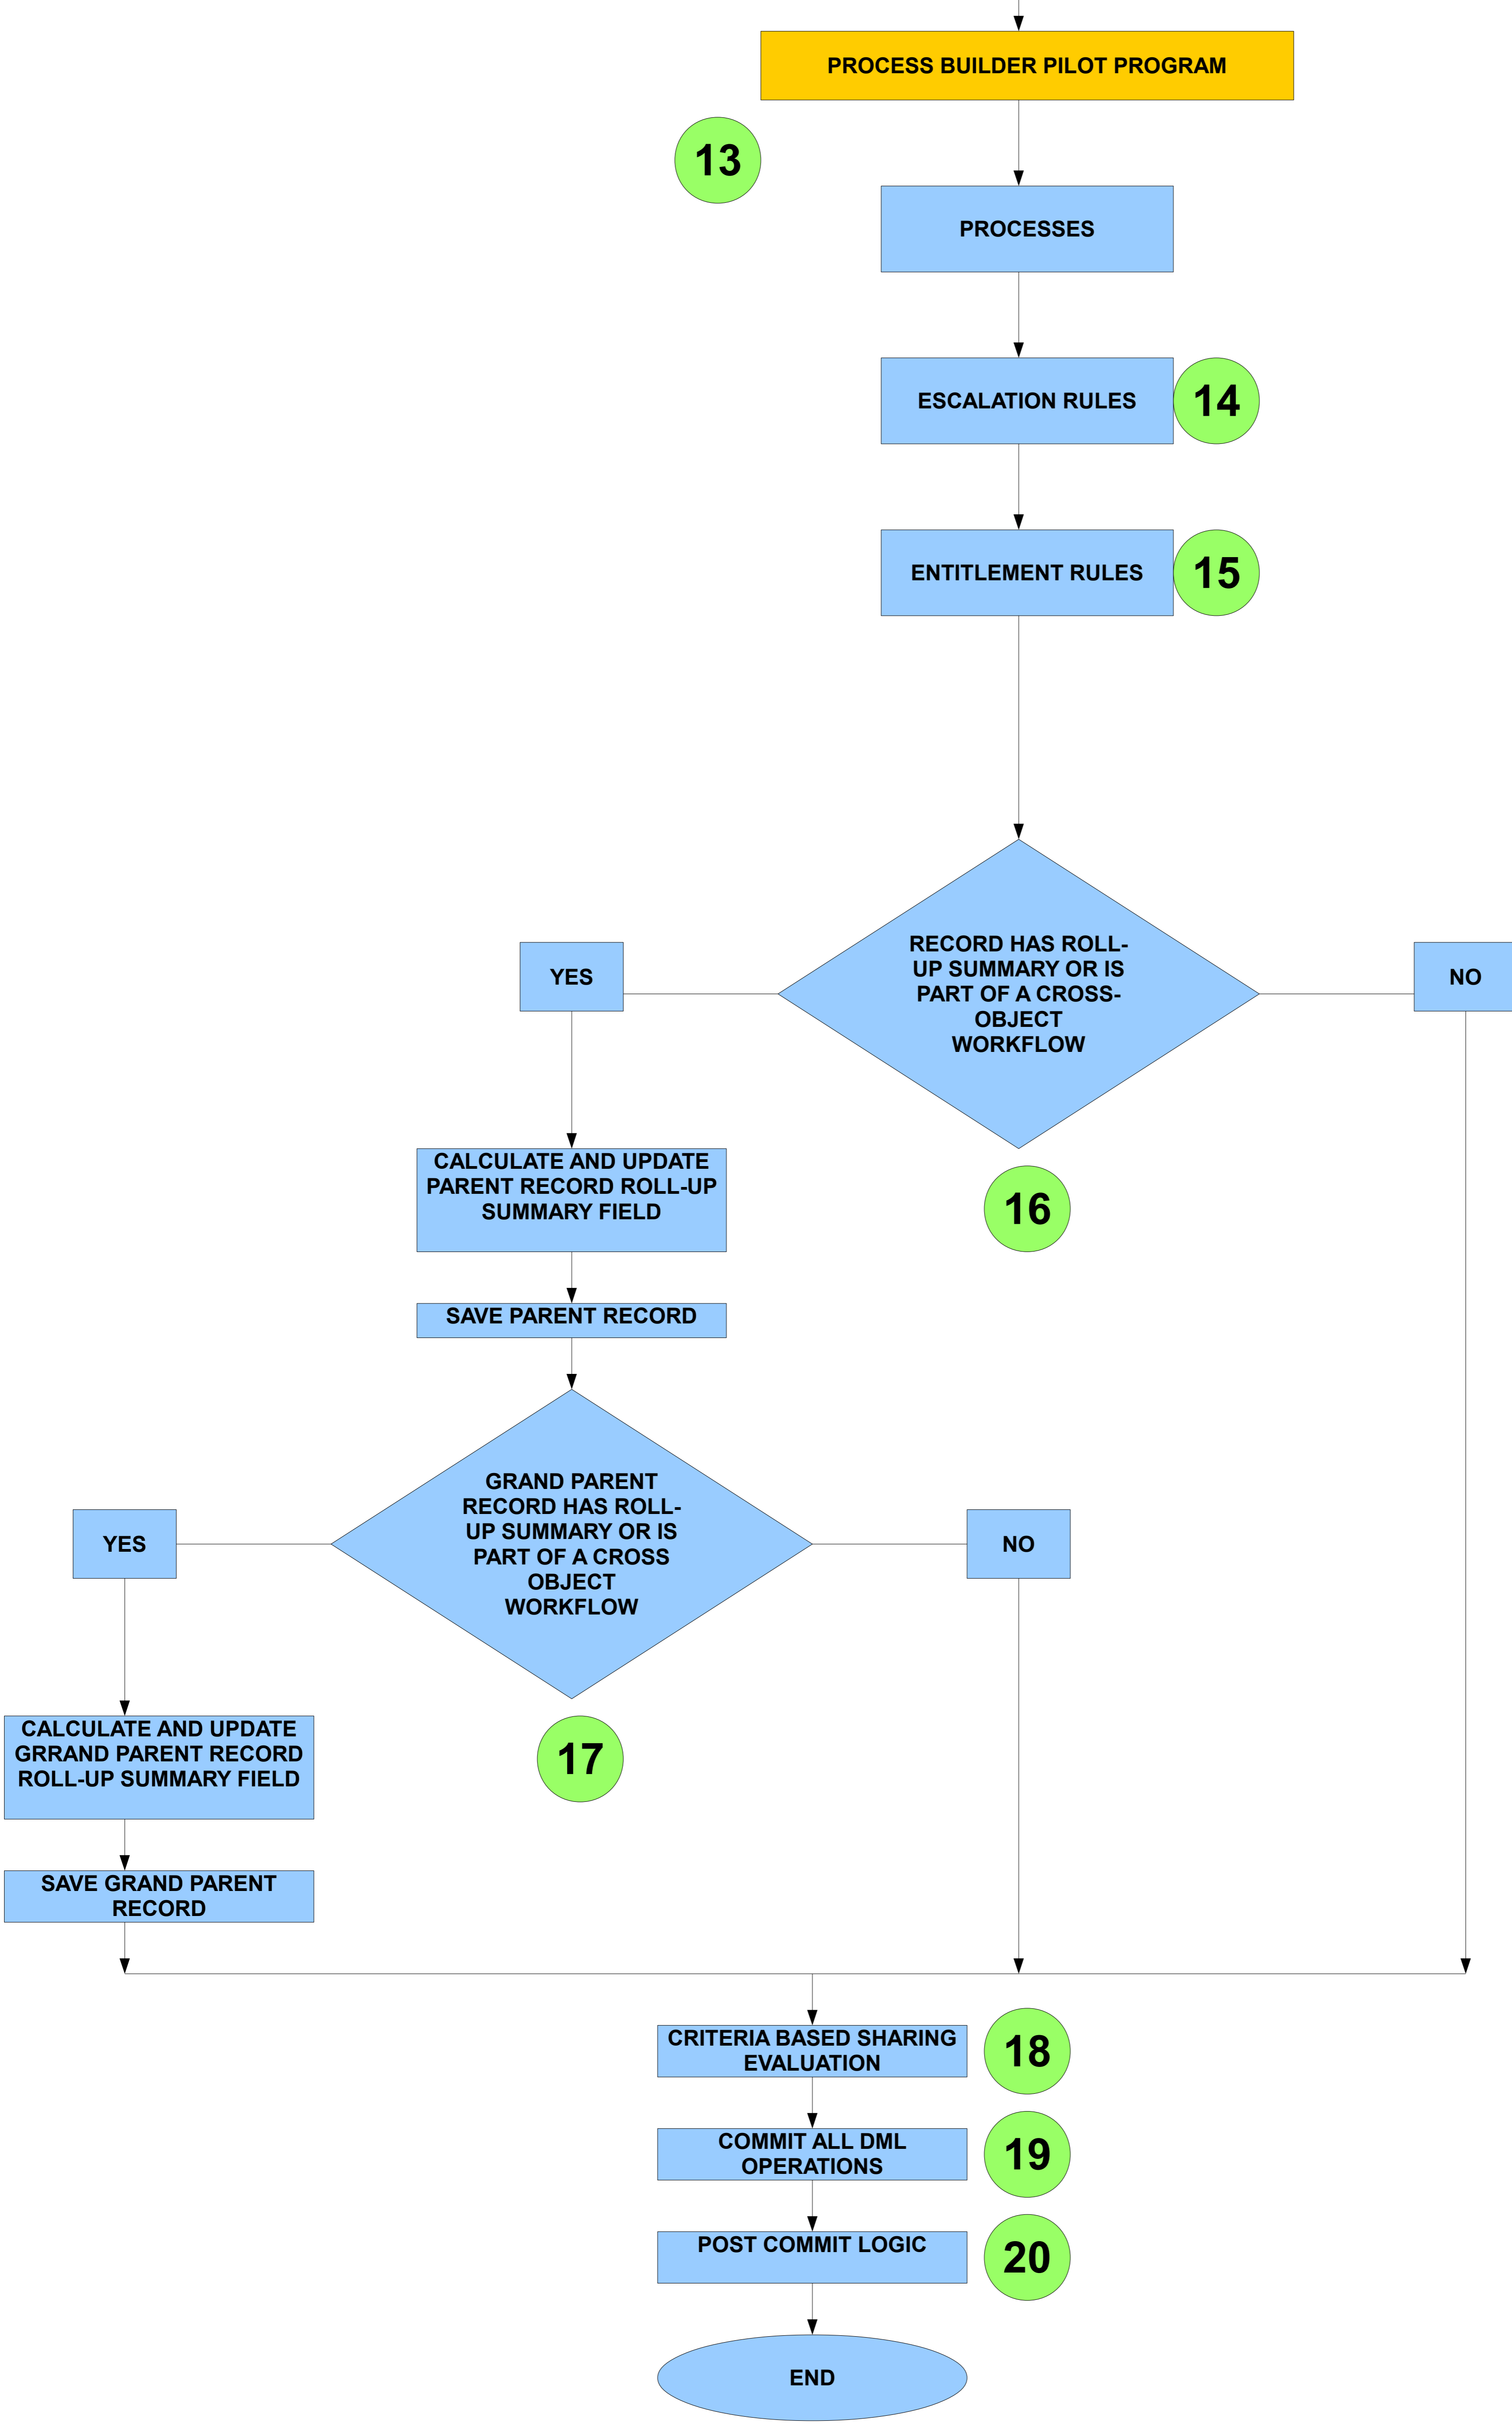 PROCESS BUILDER PILOT PROGRAM
13
PROCESSES
ESCALATION RULES
14
ENTITLEMENT RULES
15
RECORD HAS ROLL-
UP SUMMARY OR IS
PART OF A CROSS-
OBJECT
WORKFLOW
YES
NO
16
CALCULATE AND UPDATE
PARENT RECORD ROLL-UP
SUMMARY FIELD
SAVE PARENT RECORD
GRAND PARENT
RECORD HAS ROLL-
UP SUMMARY OR IS
PART OF A CROSS
OBJECT
WORKFLOW
YES
NO
17
CALCULATE AND UPDATE
GRRAND PARENT RECORD
ROLL-UP SUMMARY FIELD
SAVE GRAND PARENT
RECORD
CRITERIA BASED SHARING
EVALUATION
18
COMMIT ALL DML
OPERATIONS
19
POST COMMIT LOGIC
20
END